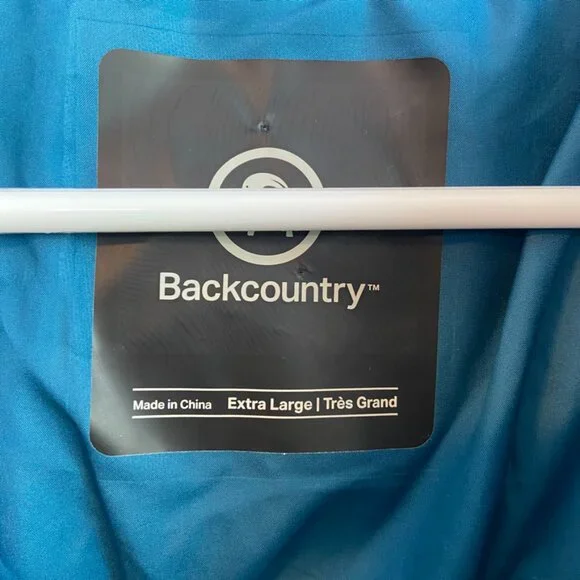 Backcountry™
Made in China Extra Large | Très Grand